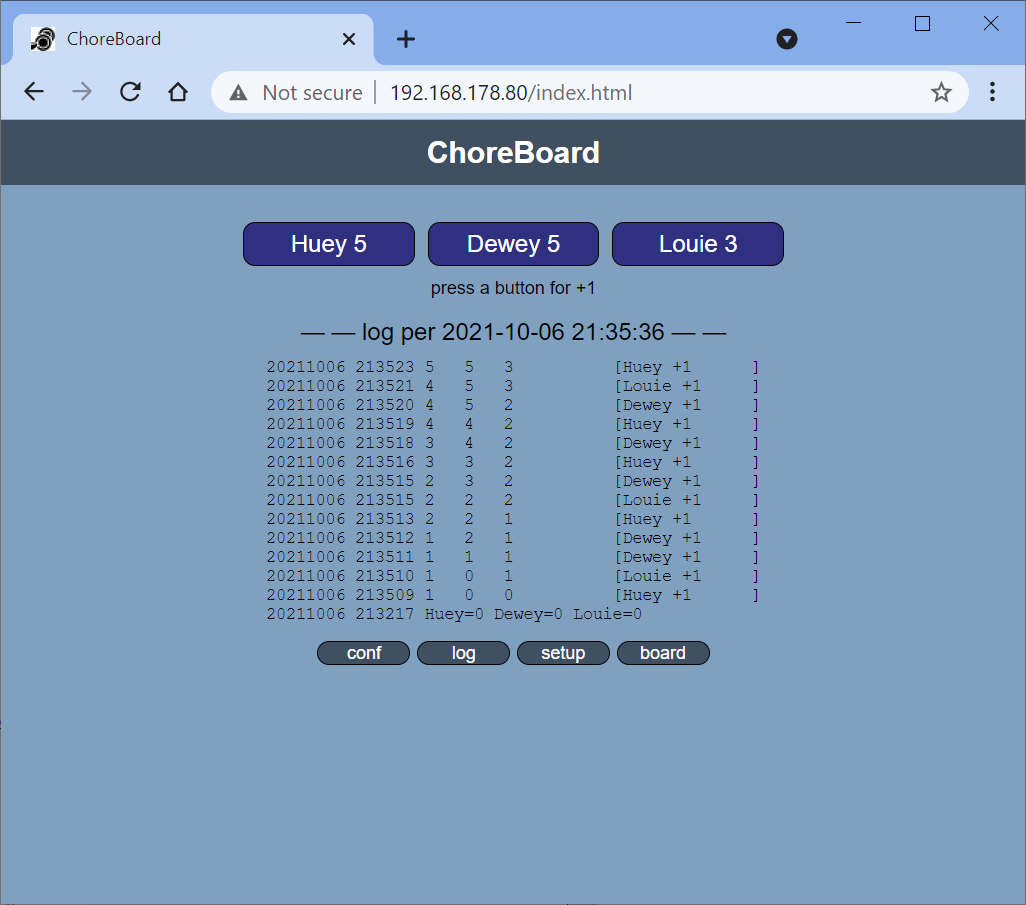 ChoreBoard
Not secure 192.168.178.80/index.html
ChoreBoard
Huey 5 Dewey 5 Louie 3
press a button for +1
— — log per 2021-10-06 21:35:36 — —
20211006 213523 5   5   3          [Huey +1      ]
20211006 213521 4   5   3          [Louie +1     ]
20211006 213520 4   5   2          [Dewey +1     ]
20211006 213519 4   4   2          [Huey +1      ]
20211006 213518 3   4   2          [Dewey +1     ]
20211006 213516 3   3   2          [Huey +1      ]
20211006 213515 2   3   2          [Dewey +1     ]
20211006 213515 2   2   2          [Louie +1     ]
20211006 213513 2   2   1          [Huey +1      ]
20211006 213512 1   2   1          [Dewey +1     ]
20211006 213511 1   1   1          [Dewey +1     ]
20211006 213510 1   0   1          [Louie +1     ]
20211006 213509 1   0   0          [Huey +1      ]
20211006 213217 Huey=0 Dewey=0 Louie=0
conf log setup board